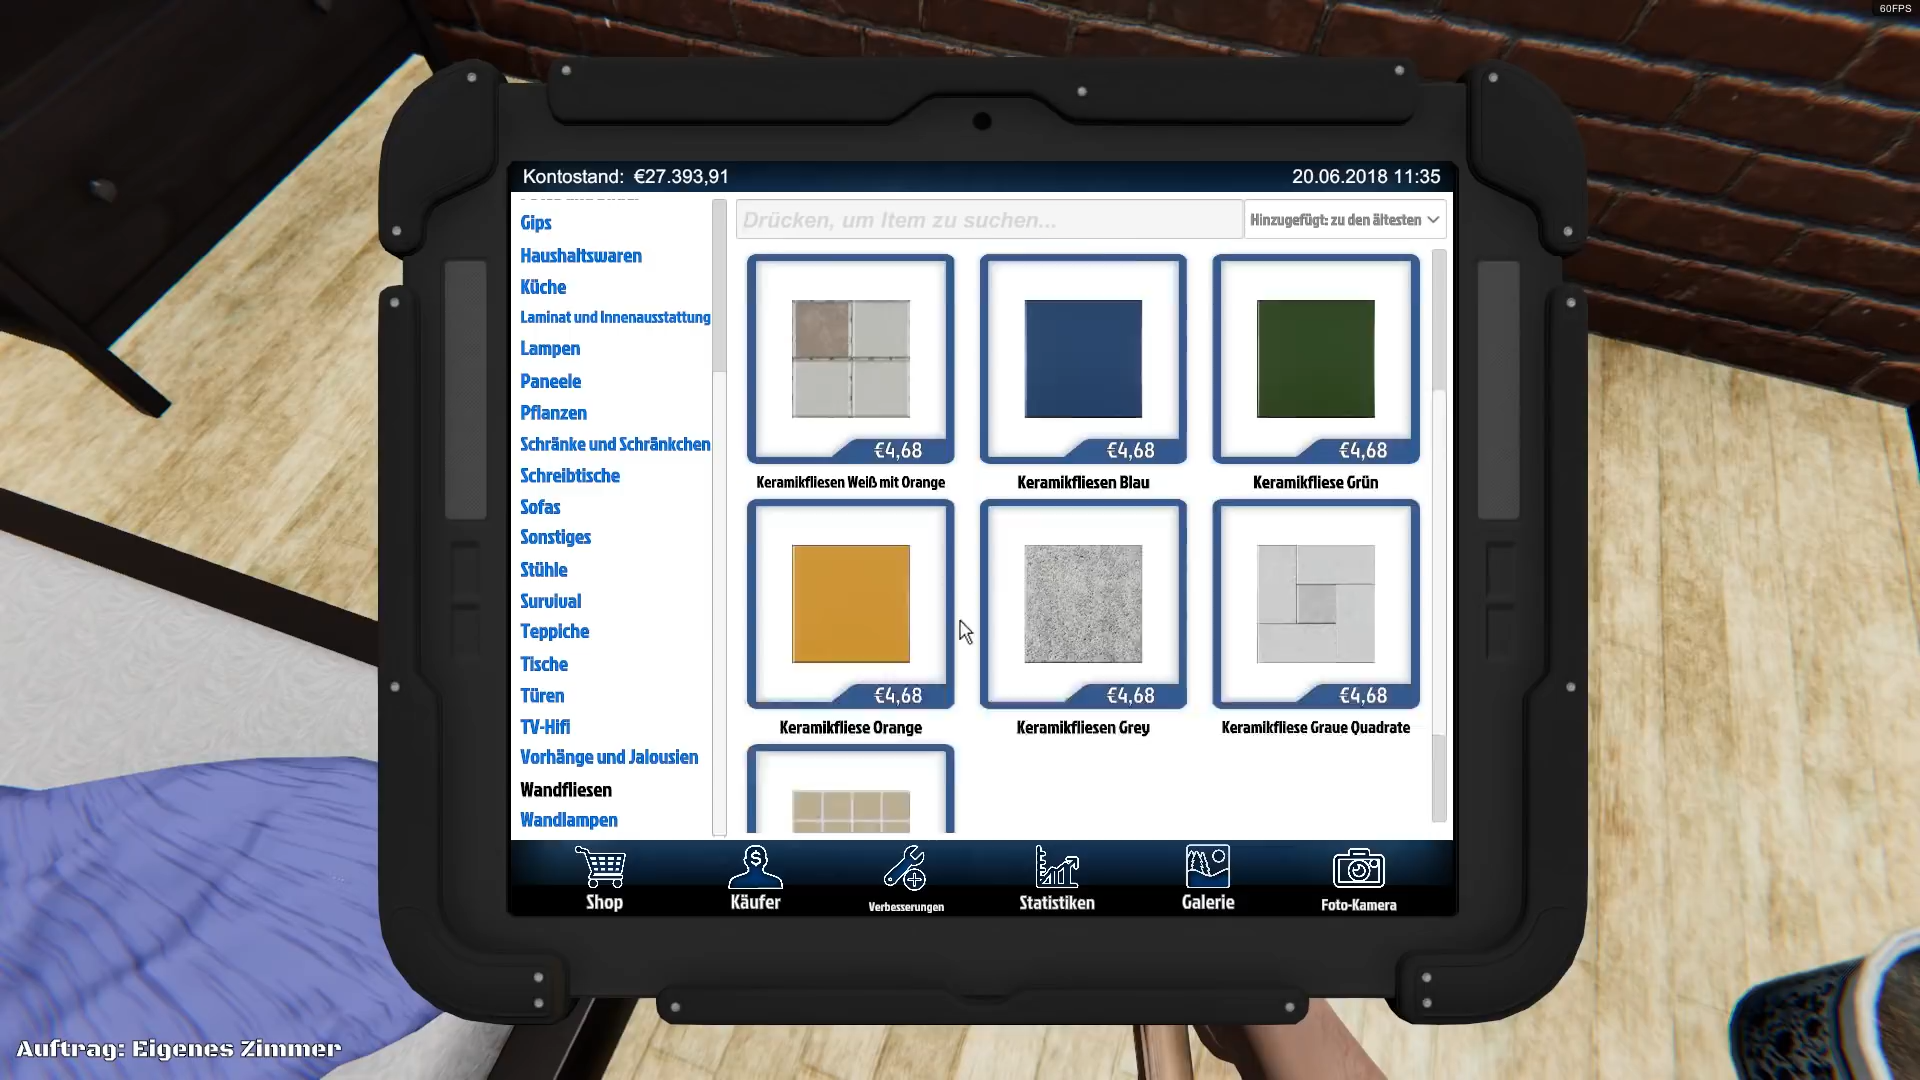 60FPS
Kontostand: €27.393,91
20.06.2018 11:35
Drücken, um Item zu suchen...
Hinzugefügt: zu den ältesten
Gips
Haushaltswaren
Küche
Laminat und Innenausstattung
Lampen
Paneele
Pflanzen
Schränke und Schränkchen
Schreibtische
Sofas
Sonstiges
Stühle
Survival
Teppiche
Tische
Türen
TV-Hifi
Vorhänge und Jalousien
Wandfliesen
Wandlampen
€4,68
€4,68
€4,68
Keramikfliesen Weiß mit Orange
Keramikfliesen Blau
Keramikfliese Grün
€4,68
€4,68
€4,68
Keramikfliese Orange
Keramikfliesen Grey
Keramikfliese Graue Quadrate
Shop
Käufer
Verbesserungen
Statistiken
Galerie
Foto-Kamera
Auftrag: Eigenes Zimmer